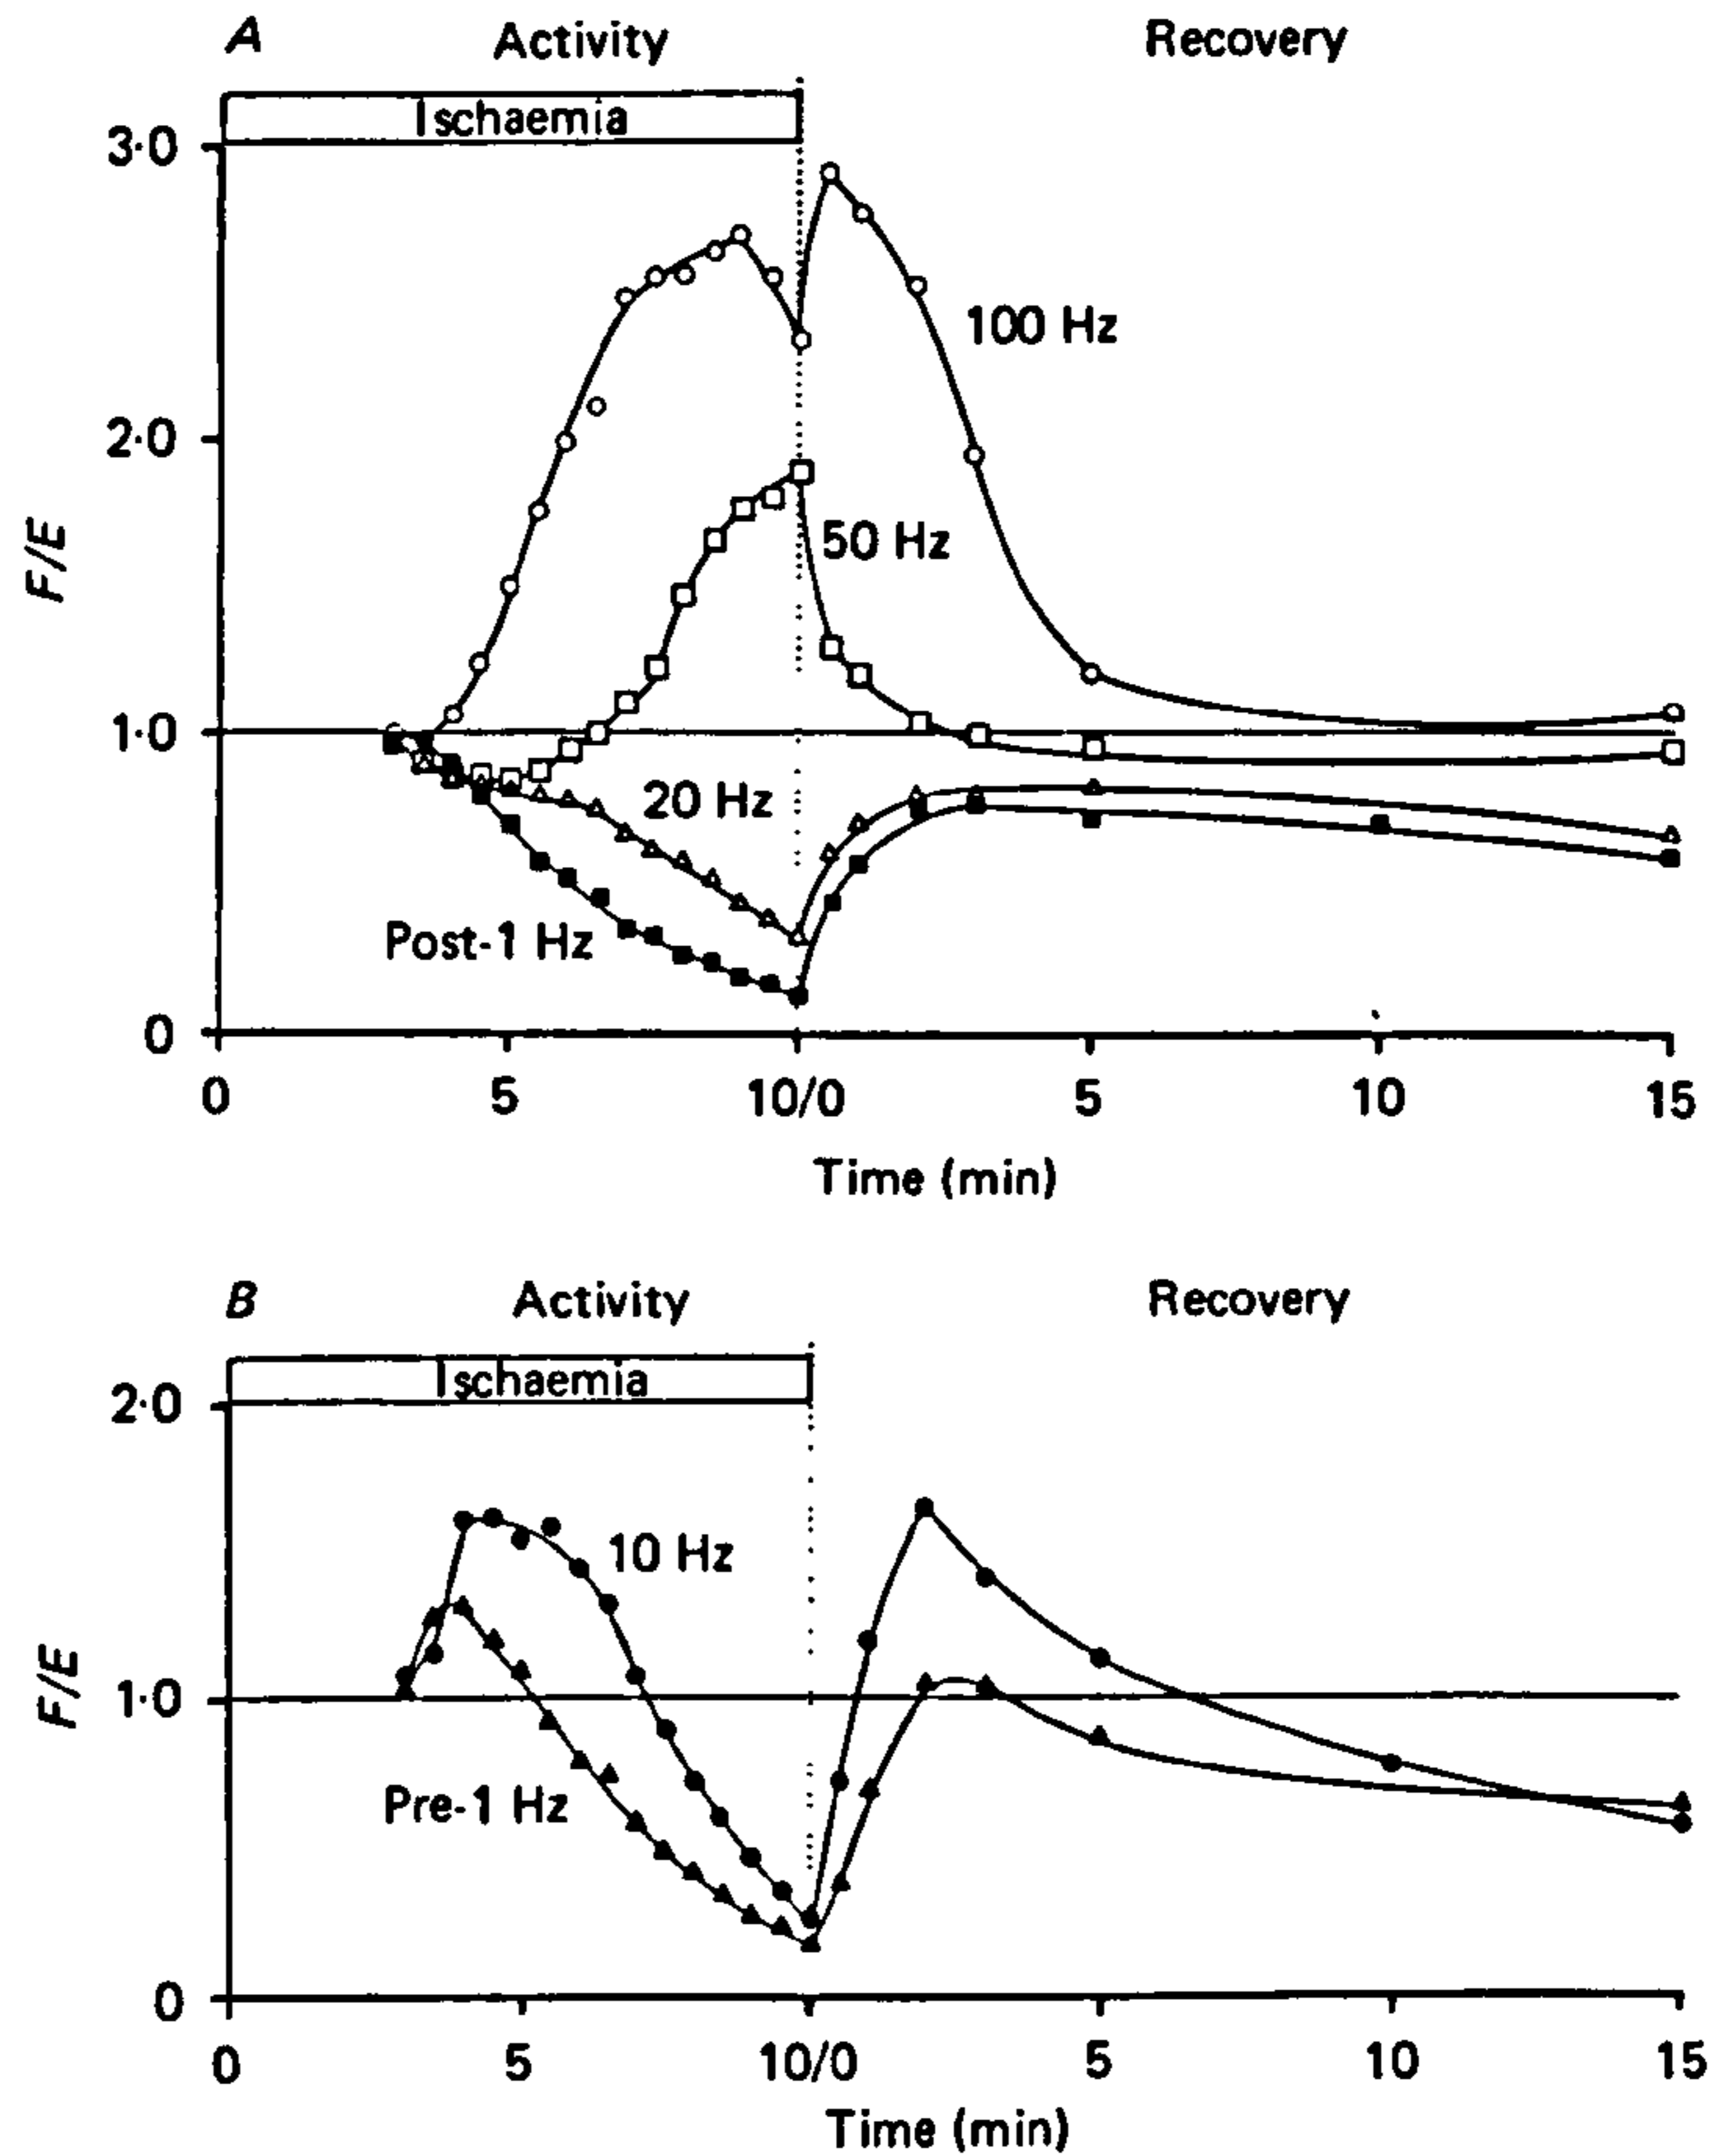 A Activity Recovery
Ischaemia
3·0
100 Hz
2·0
50 Hz
F/E
1·0
20 Hz
Post-1 Hz
0
0 5 10/0 5 10 15
Time (min)
B Activity Recovery
Ischaemia
2·0
10 Hz
F/E
1·0
Pre-1 Hz
0
0 5 10/0 5 10 15
Time (min)